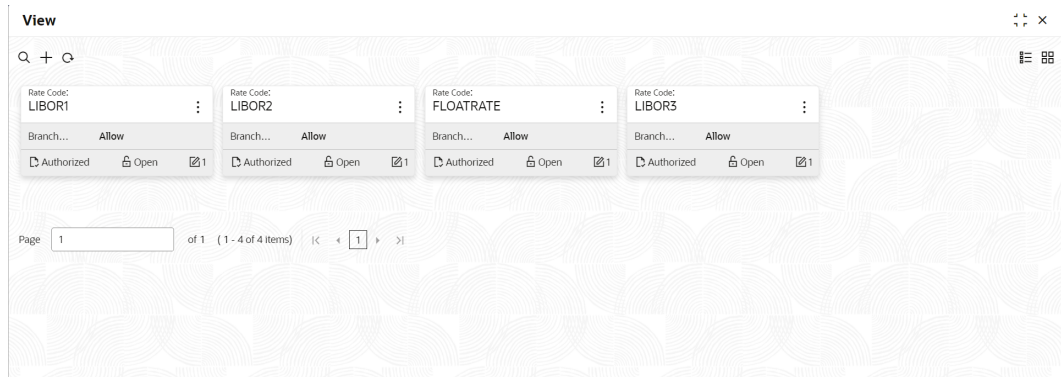 View
Rate Code:
LIBOR1
Branch... Allow
Authorized Open 1
Rate Code:
LIBOR2
Branch... Allow
Authorized Open 1
Rate Code:
FLOATRATE
Branch... Allow
Authorized Open 1
Rate Code:
LIBOR3
Branch... Allow
Authorized Open 1
Page 1 of 1 ( 1 - 4 of 4 items) 1